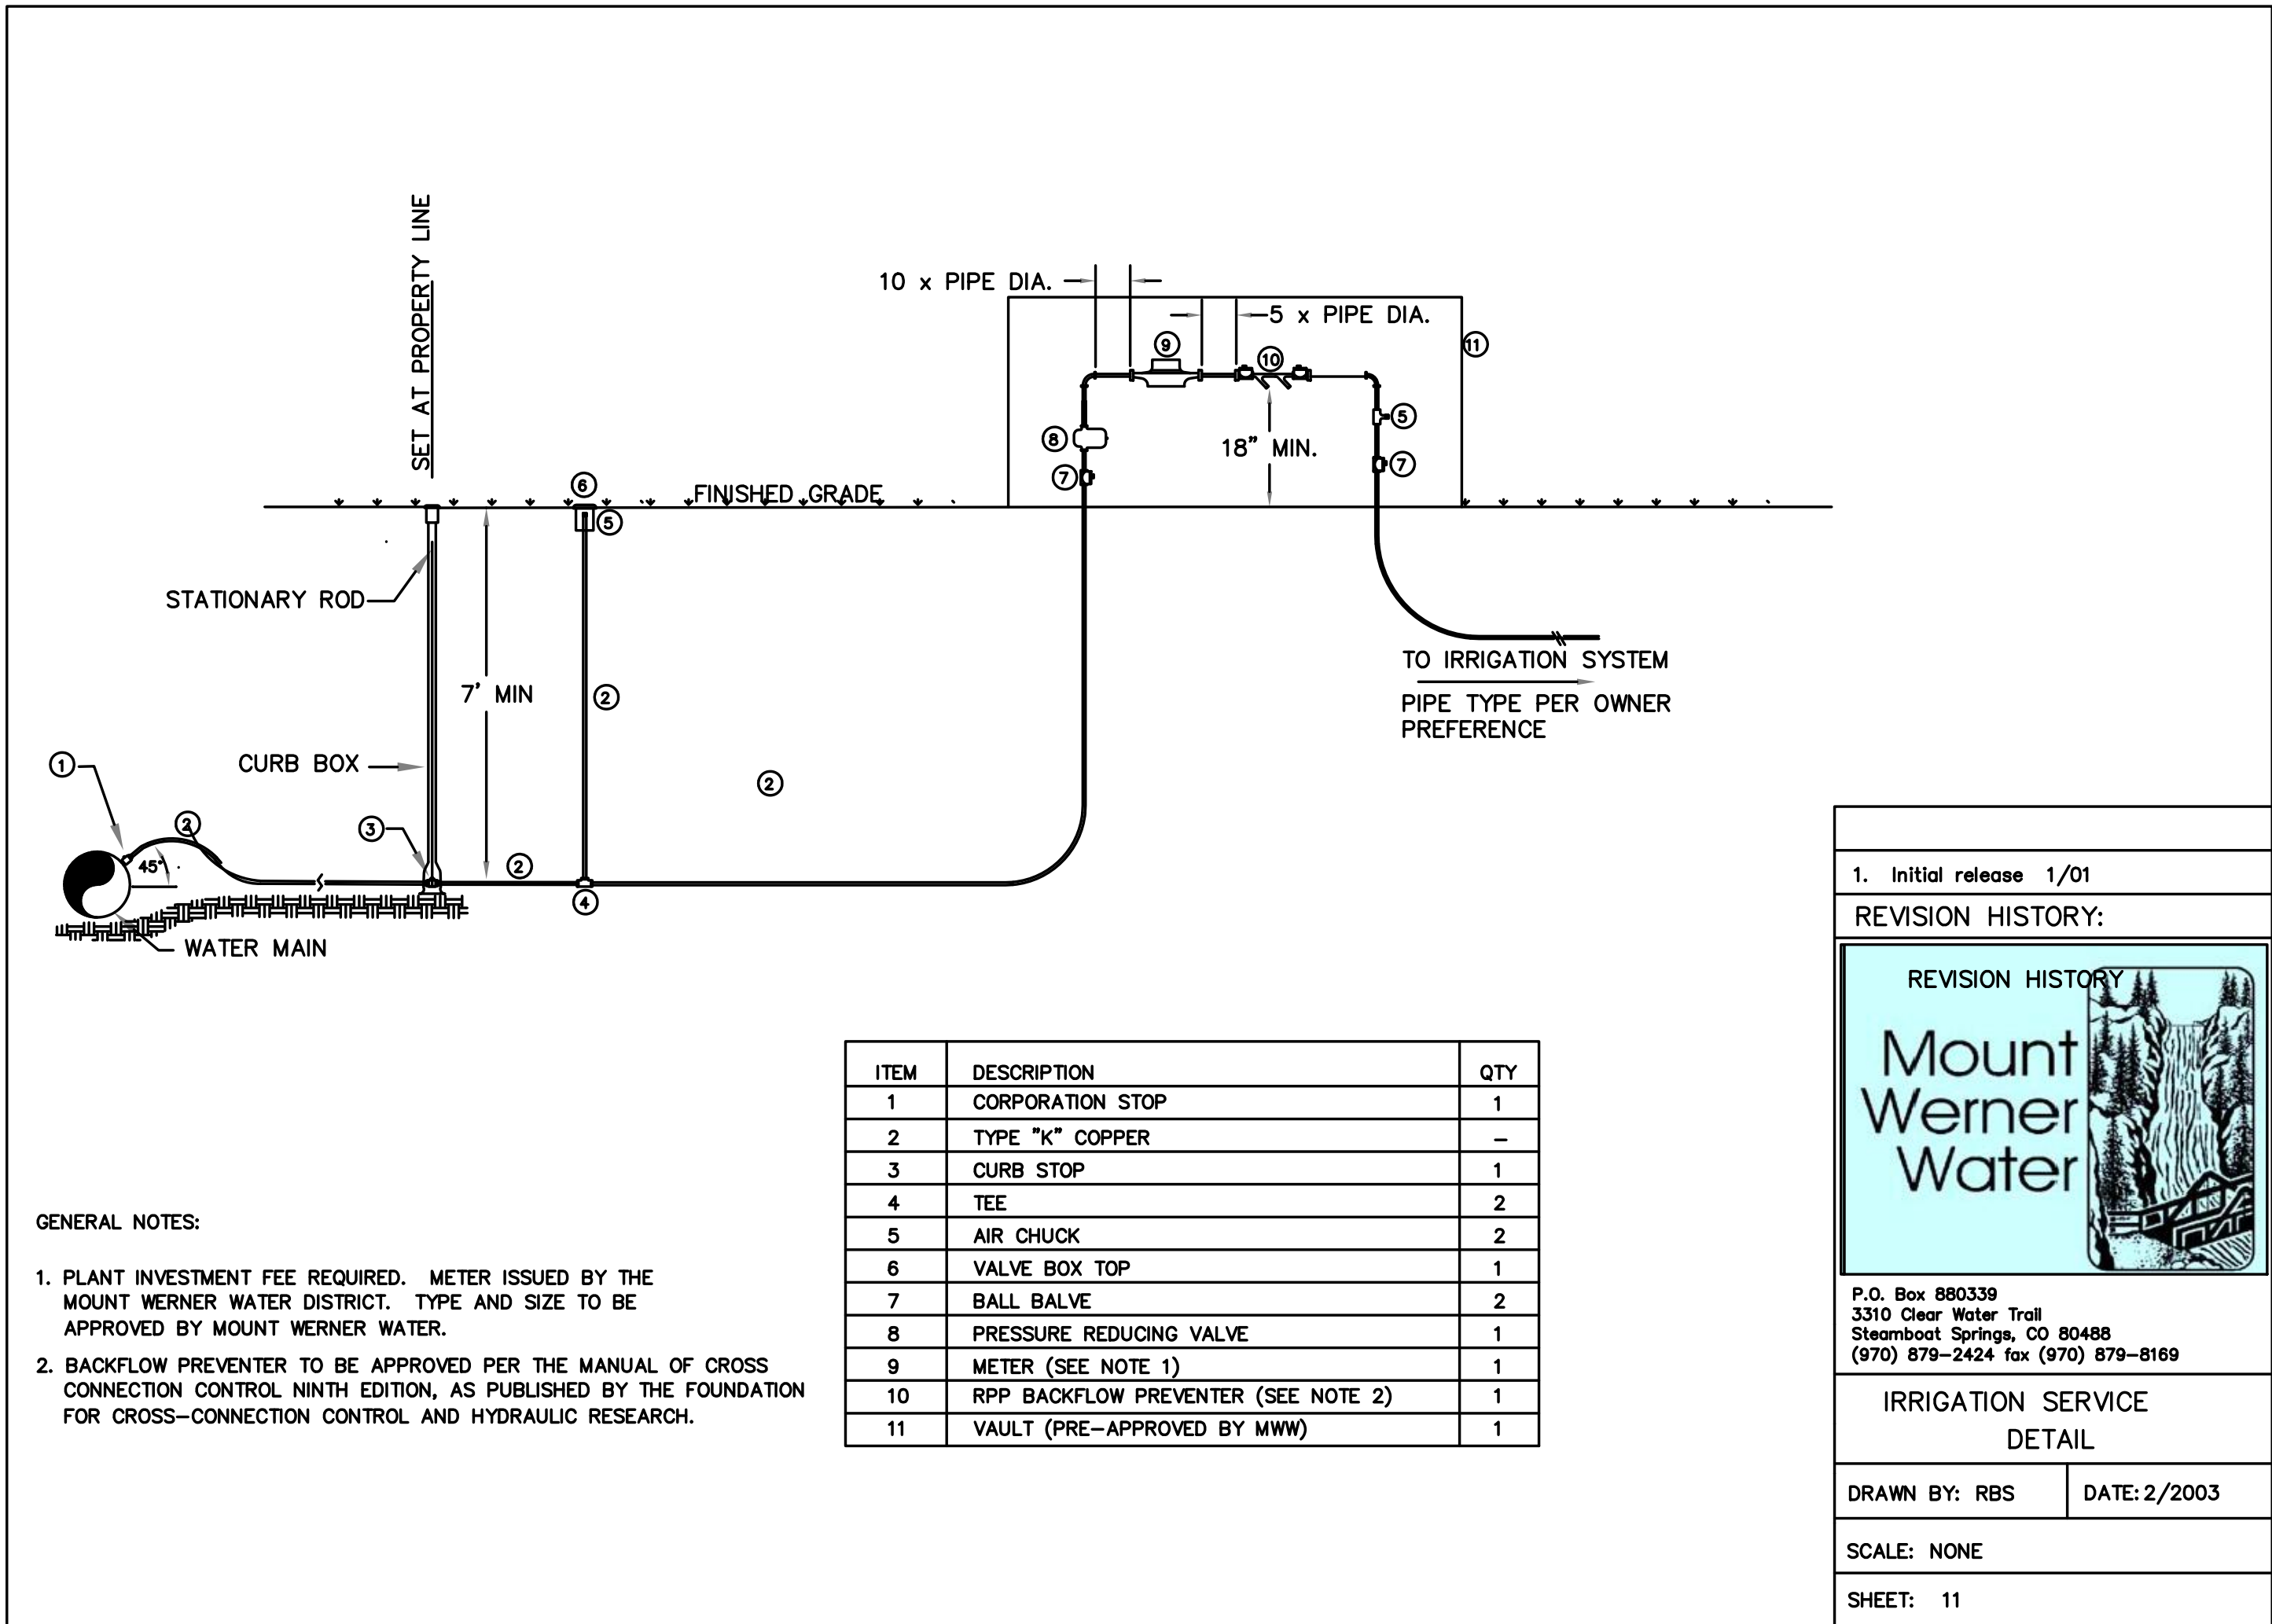 SET AT PROPERTY LINE
10 x PIPE DIA.
5 x PIPE DIA.
9
10
11
8
5
7
7
18" MIN.
6
FINISHED GRADE
5
STATIONARY ROD
7' MIN
2
TO IRRIGATION SYSTEM
PIPE TYPE PER OWNER
PREFERENCE
1
CURB BOX
2
2
3
45°
2
4
WATER MAIN
ITEM DESCRIPTION QTY
1 CORPORATION STOP 1
2 TYPE "K" COPPER –
3 CURB STOP 1
4 TEE 2
5 AIR CHUCK 2
6 VALVE BOX TOP 1
7 BALL BALVE 2
8 PRESSURE REDUCING VALVE 1
9 METER (SEE NOTE 1) 1
10 RPP BACKFLOW PREVENTER (SEE NOTE 2) 1
11 VAULT (PRE–APPROVED BY MWW) 1
GENERAL NOTES:
1. PLANT INVESTMENT FEE REQUIRED. METER ISSUED BY THE
MOUNT WERNER WATER DISTRICT. TYPE AND SIZE TO BE
APPROVED BY MOUNT WERNER WATER.
2. BACKFLOW PREVENTER TO BE APPROVED PER THE MANUAL OF CROSS
CONNECTION CONTROL NINTH EDITION, AS PUBLISHED BY THE FOUNDATION
FOR CROSS–CONNECTION CONTROL AND HYDRAULIC RESEARCH.
1. Initial release 1/01
REVISION HISTORY:
REVISION HISTORY
Mount
Werner
Water
P.O. Box 880339
3310 Clear Water Trail
Steamboat Springs, CO 80488
(970) 879–2424 fax (970) 879–8169
IRRIGATION SERVICE
DETAIL
DRAWN BY: RBS DATE: 2/2003
SCALE: NONE
SHEET: 11